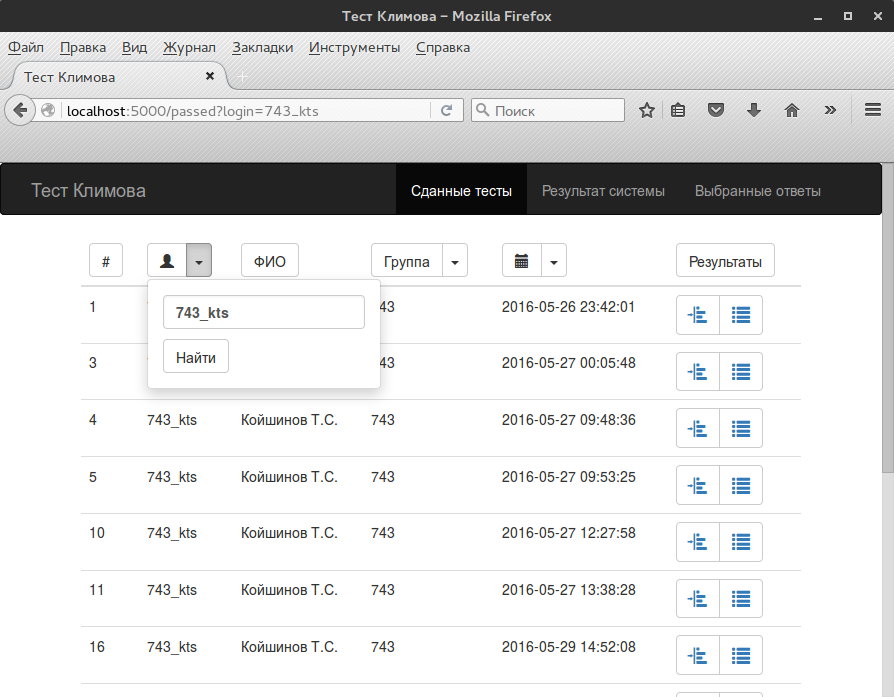 Тест Климова – Mozilla Firefox
Файл Правка Вид Журнал Закладки Инструменты Справка
Тест Климова
localhost:5000/passed?login=743_kts Поиск
Тест Климова Сданные тесты Результат системы Выбранные ответы
# ФИО Группа Результаты
1 43 2016-05-26 23:42:01
743_kts
3 43 2016-05-27 00:05:48
Найти
4 743_kts Койшинов Т.С. 743 2016-05-27 09:48:36
5 743_kts Койшинов Т.С. 743 2016-05-27 09:53:25
10 743_kts Койшинов Т.С. 743 2016-05-27 12:27:58
11 743_kts Койшинов Т.С. 743 2016-05-27 13:38:28
16 743_kts Койшинов Т.С. 743 2016-05-29 14:52:08